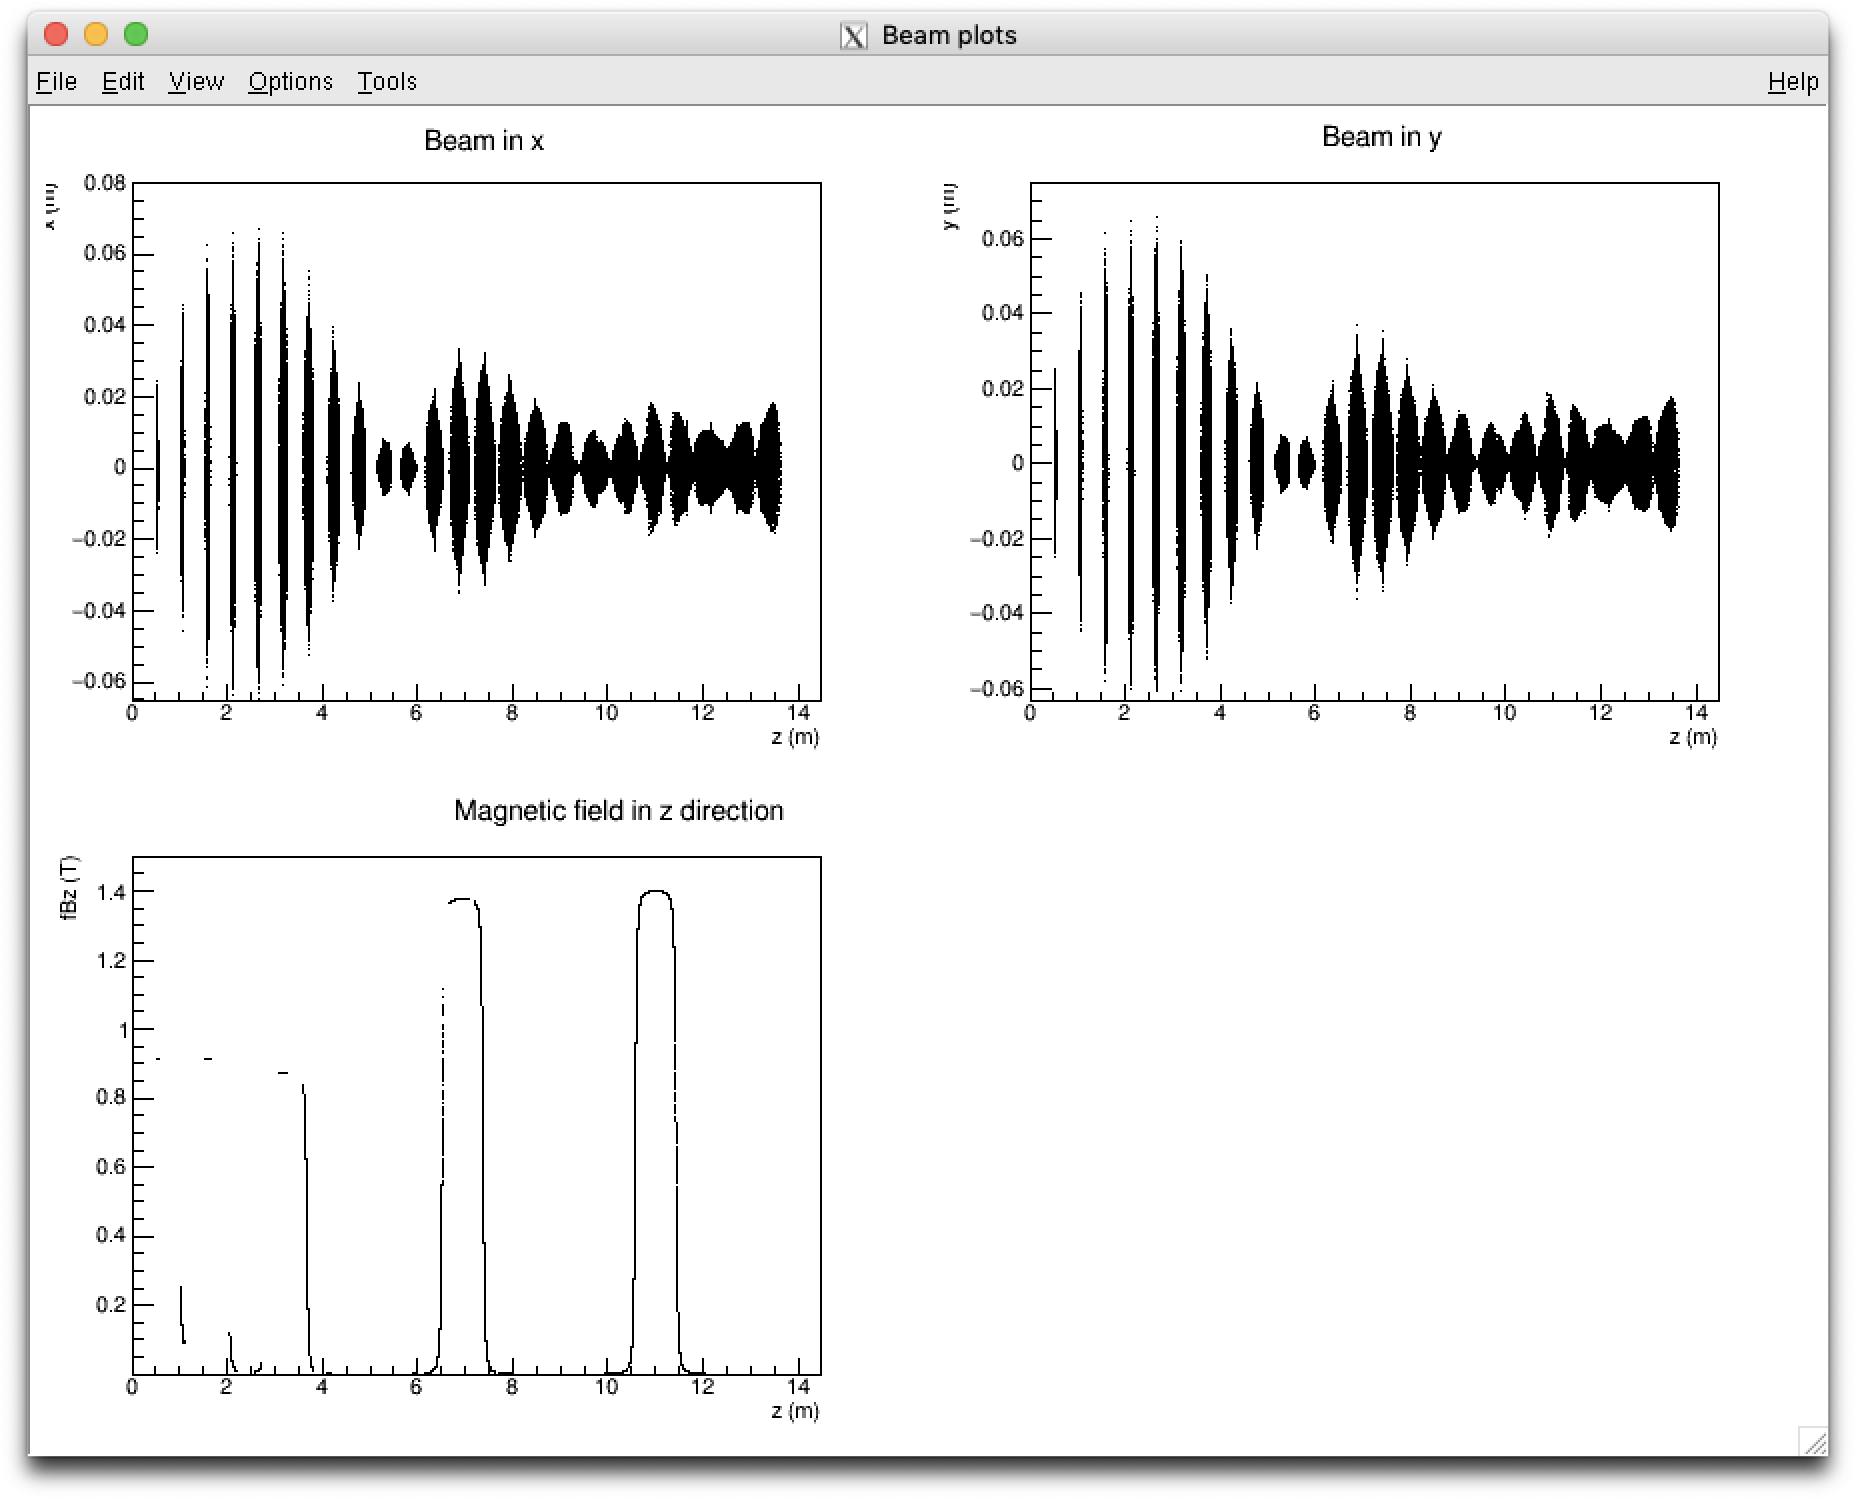 Beam plots
File Edit View Options Tools Help
Beam in x
x (m)
0.08
0.06
0.04
0.02
0
−0.02
−0.04
−0.06
0 2 4 6 8 10 12 14
z (m)
Beam in y
y (m)
0.06
0.04
0.02
0
−0.02
−0.04
−0.06
0 2 4 6 8 10 12 14
z (m)
Magnetic field in z direction
fBz (T)
1.4
1.2
1
0.8
0.6
0.4
0.2
0 2 4 6 8 10 12 14
z (m)